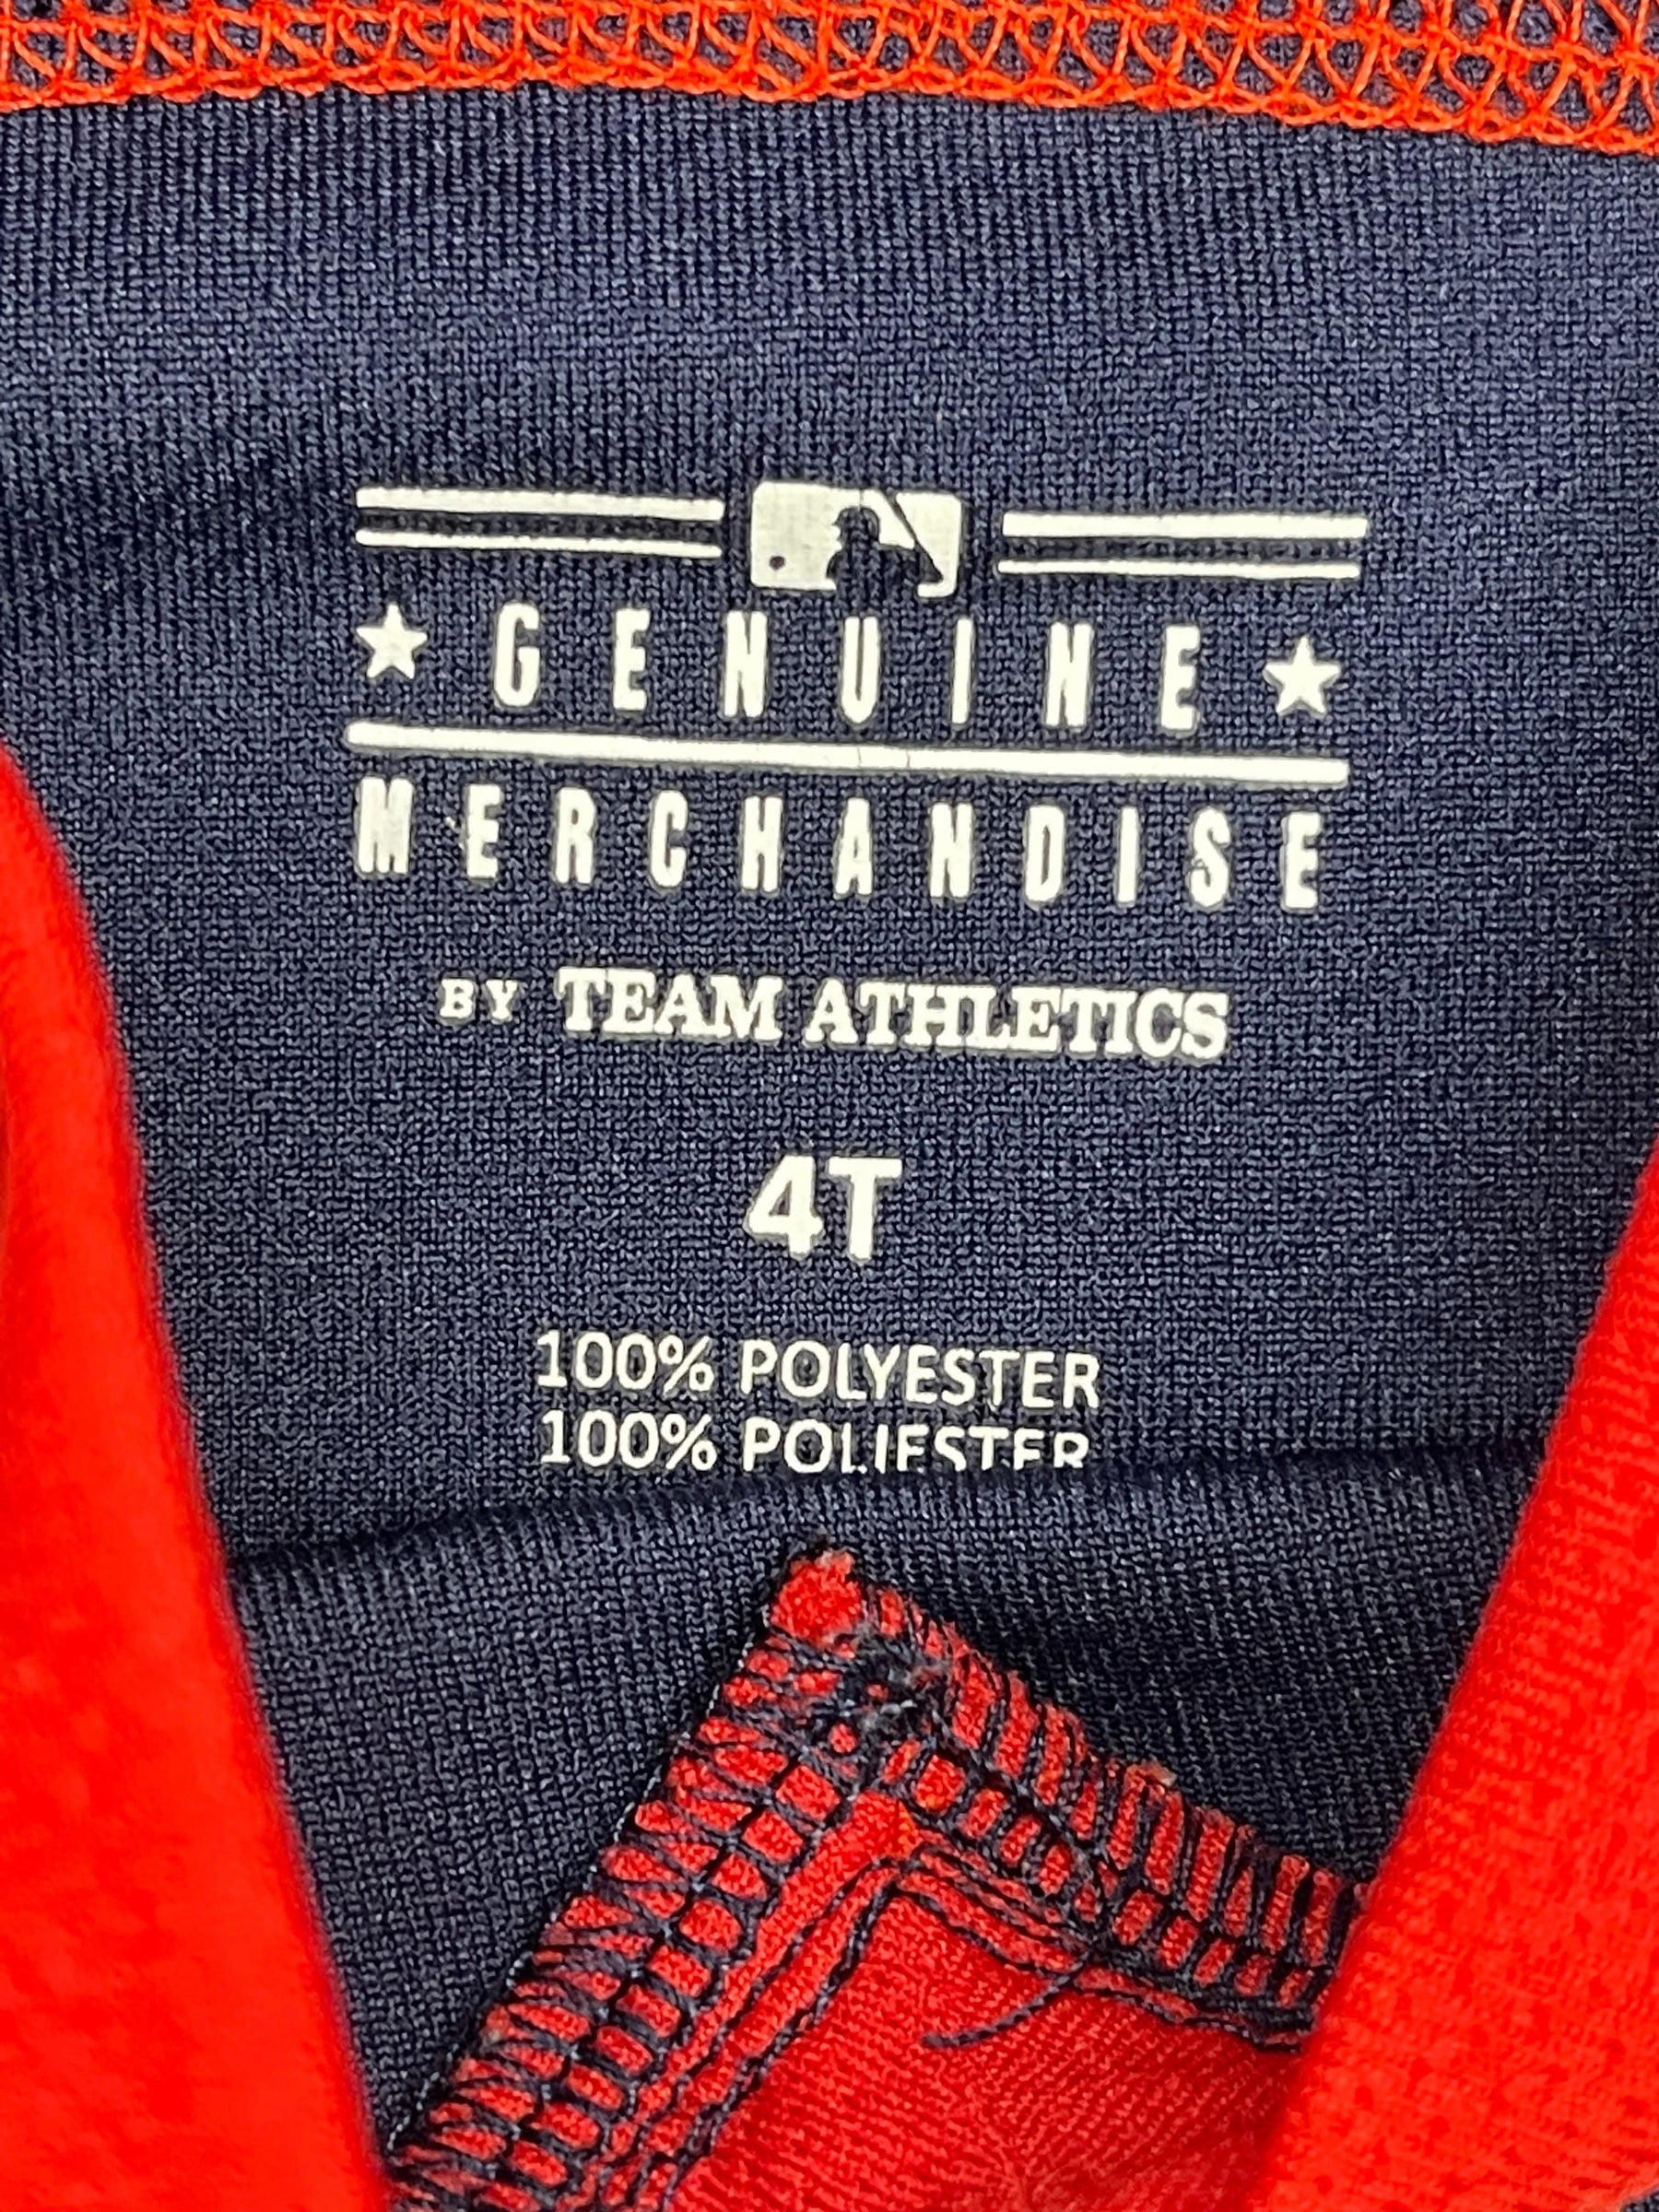 GENUINE
MERCHANDISE
BY TEAM ATHLETICS
4T
100% POLYESTER
100% POLIESTER